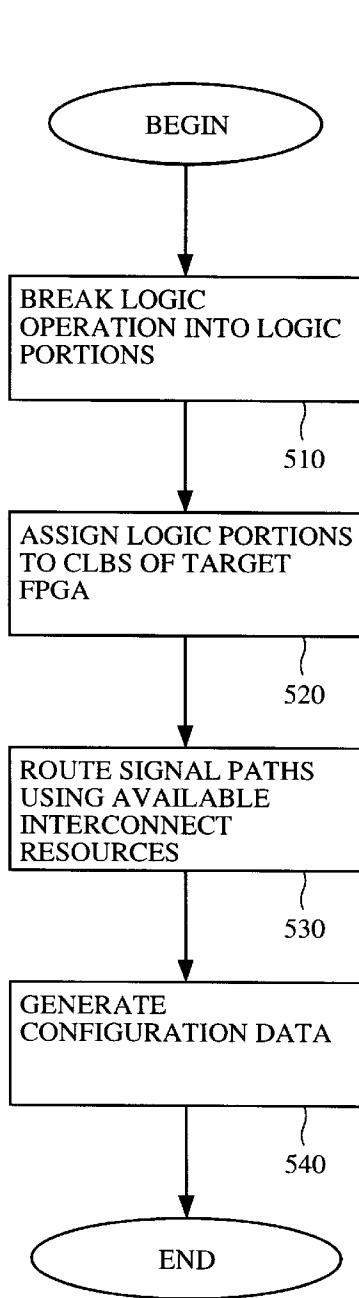 BEGIN
BREAK LOGIC
OPERATION INTO LOGIC
PORTIONS
510
ASSIGN LOGIC PORTIONS
TO CLBS OF TARGET
FPGA
520
ROUTE SIGNAL PATHS
USING AVAILABLE
INTERCONNECT
RESOURCES
530
GENERATE
CONFIGURATION DATA
540
END